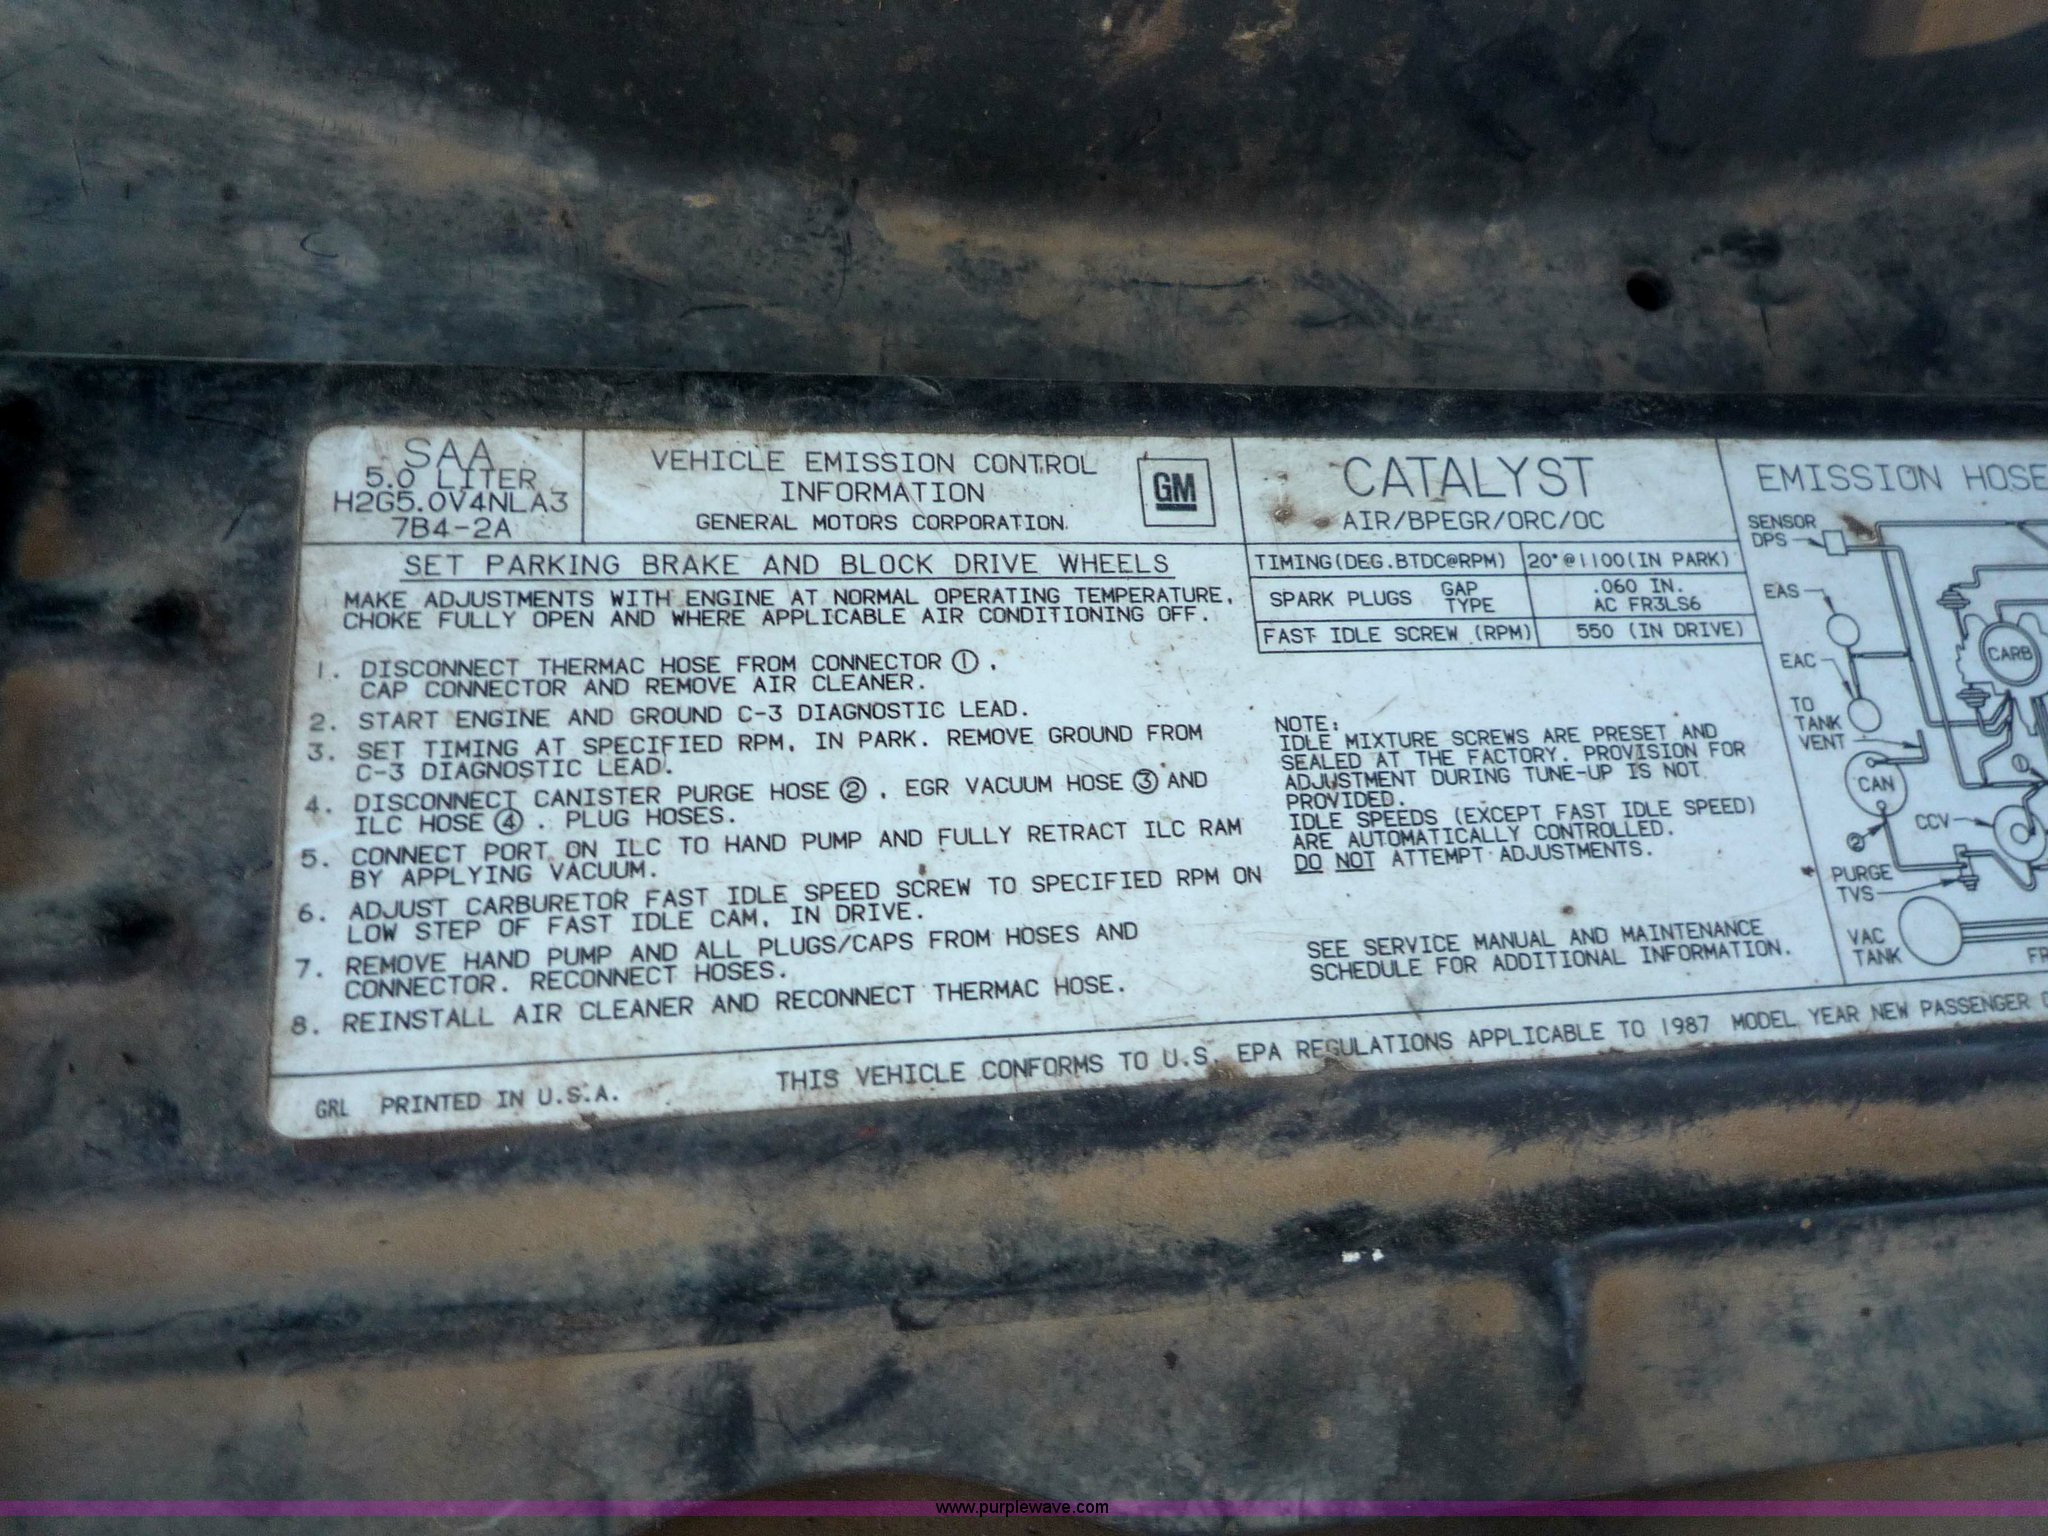 SAA
5.0 LITER
H2G5.0V4NLA3
7B4-2A
VEHICLE EMISSION CONTROL
INFORMATION
GENERAL MOTORS CORPORATION
GM
CATALYST
AIR/BPEGR/ORC/OC
SET PARKING BRAKE AND BLOCK DRIVE WHEELS
MAKE ADJUSTMENTS WITH ENGINE AT NORMAL OPERATING TEMPERATURE,
CHOKE FULLY OPEN AND WHERE APPLICABLE AIR CONDITIONING OFF.
1. DISCONNECT THERMAC HOSE FROM CONNECTOR ①.
CAP CONNECTOR AND REMOVE AIR CLEANER.
2. START ENGINE AND GROUND C-3 DIAGNOSTIC LEAD.
3. SET TIMING AT SPECIFIED RPM, IN PARK. REMOVE GROUND FROM
C-3 DIAGNOSTIC LEAD.
4. DISCONNECT CANISTER PURGE HOSE ②, EGR VACUUM HOSE ③ AND
ILC HOSE ④. PLUG HOSES.
5. CONNECT PORT ON ILC TO HAND PUMP AND FULLY RETRACT ILC RAM
BY APPLYING VACUUM.
6. ADJUST CARBURETOR FAST IDLE SPEED SCREW TO SPECIFIED RPM ON
LOW STEP OF FAST IDLE CAM, IN DRIVE.
7. REMOVE HAND PUMP AND ALL PLUGS/CAPS FROM HOSES AND
CONNECTOR. RECONNECT HOSES.
8. REINSTALL AIR CLEANER AND RECONNECT THERMAC HOSE.
TIMING(DEG.BTDC@RPM) 20°@1100(IN PARK)
SPARK PLUGS GAP .060 IN.
TYPE AC FR3LS6
FAST IDLE SCREW (RPM) 550 (IN DRIVE)
NOTE:
IDLE MIXTURE SCREWS ARE PRESET AND
SEALED AT THE FACTORY. PROVISION FOR
ADJUSTMENT DURING TUNE-UP IS NOT
PROVIDED.
IDLE SPEEDS (EXCEPT FAST IDLE SPEED)
ARE AUTOMATICALLY CONTROLLED.
DO NOT ATTEMPT ADJUSTMENTS.
SEE SERVICE MANUAL AND MAINTENANCE
SCHEDULE FOR ADDITIONAL INFORMATION.
EMISSION HOSE
SENSOR
DPS
EAS
CARB
EAC
TO
TANK
VENT
CAN
①
CCV
②
PURGE
TVS
VAC
TANK
FR
THIS VEHICLE CONFORMS TO U.S. EPA REGULATIONS APPLICABLE TO 1987 MODEL YEAR NEW PASSENGER
GRL PRINTED IN U.S.A.
www.purplewave.com